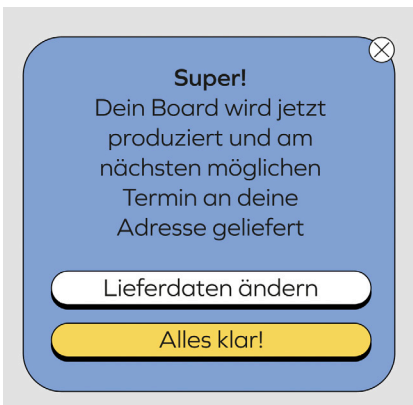 Super!
Dein Board wird jetzt
produziert und am
nächsten möglichen
Termin an deine
Adresse geliefert
Lieferdaten ändern
Alles klar!